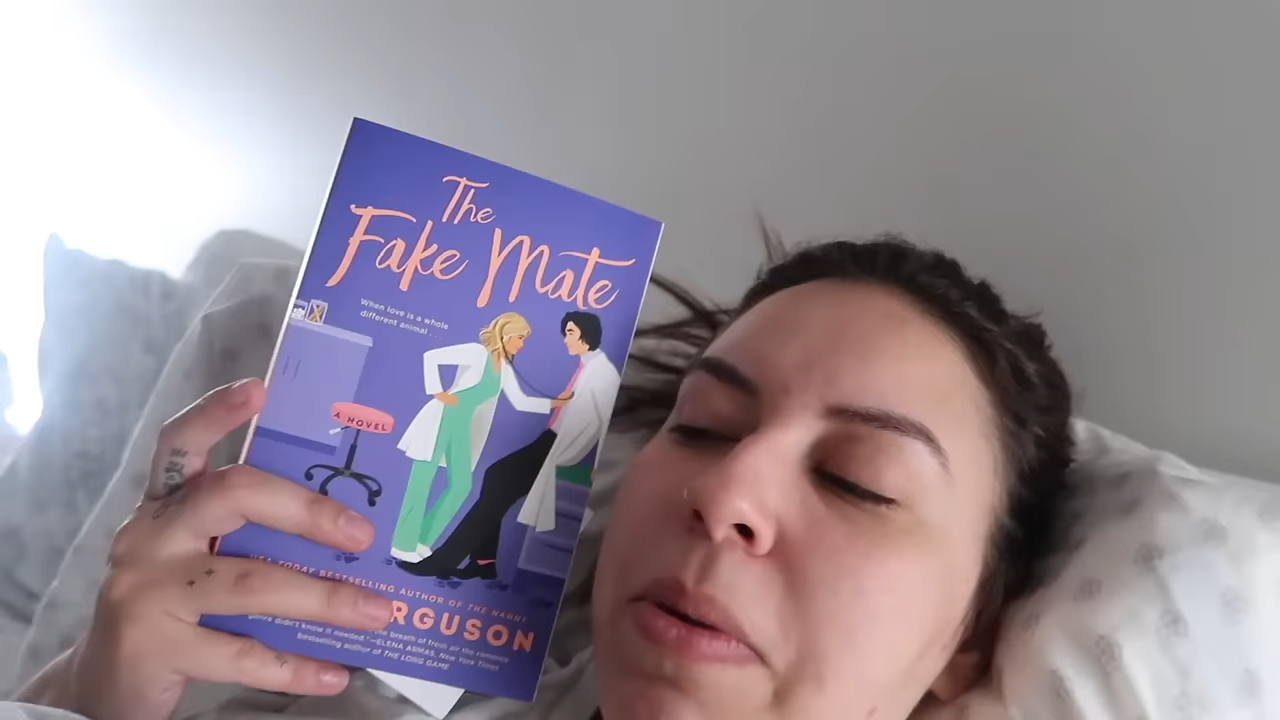 The
Fake Mate
When love is a whole
different animal ...
A NOVEL
USA TODAY BESTSELLING AUTHOR OF THE NANNY
RGUSON
didn't know it needed." —ELENA ARMAS, New York Times
the breath of fresh air the romance
bestselling author of THE LONG GAME